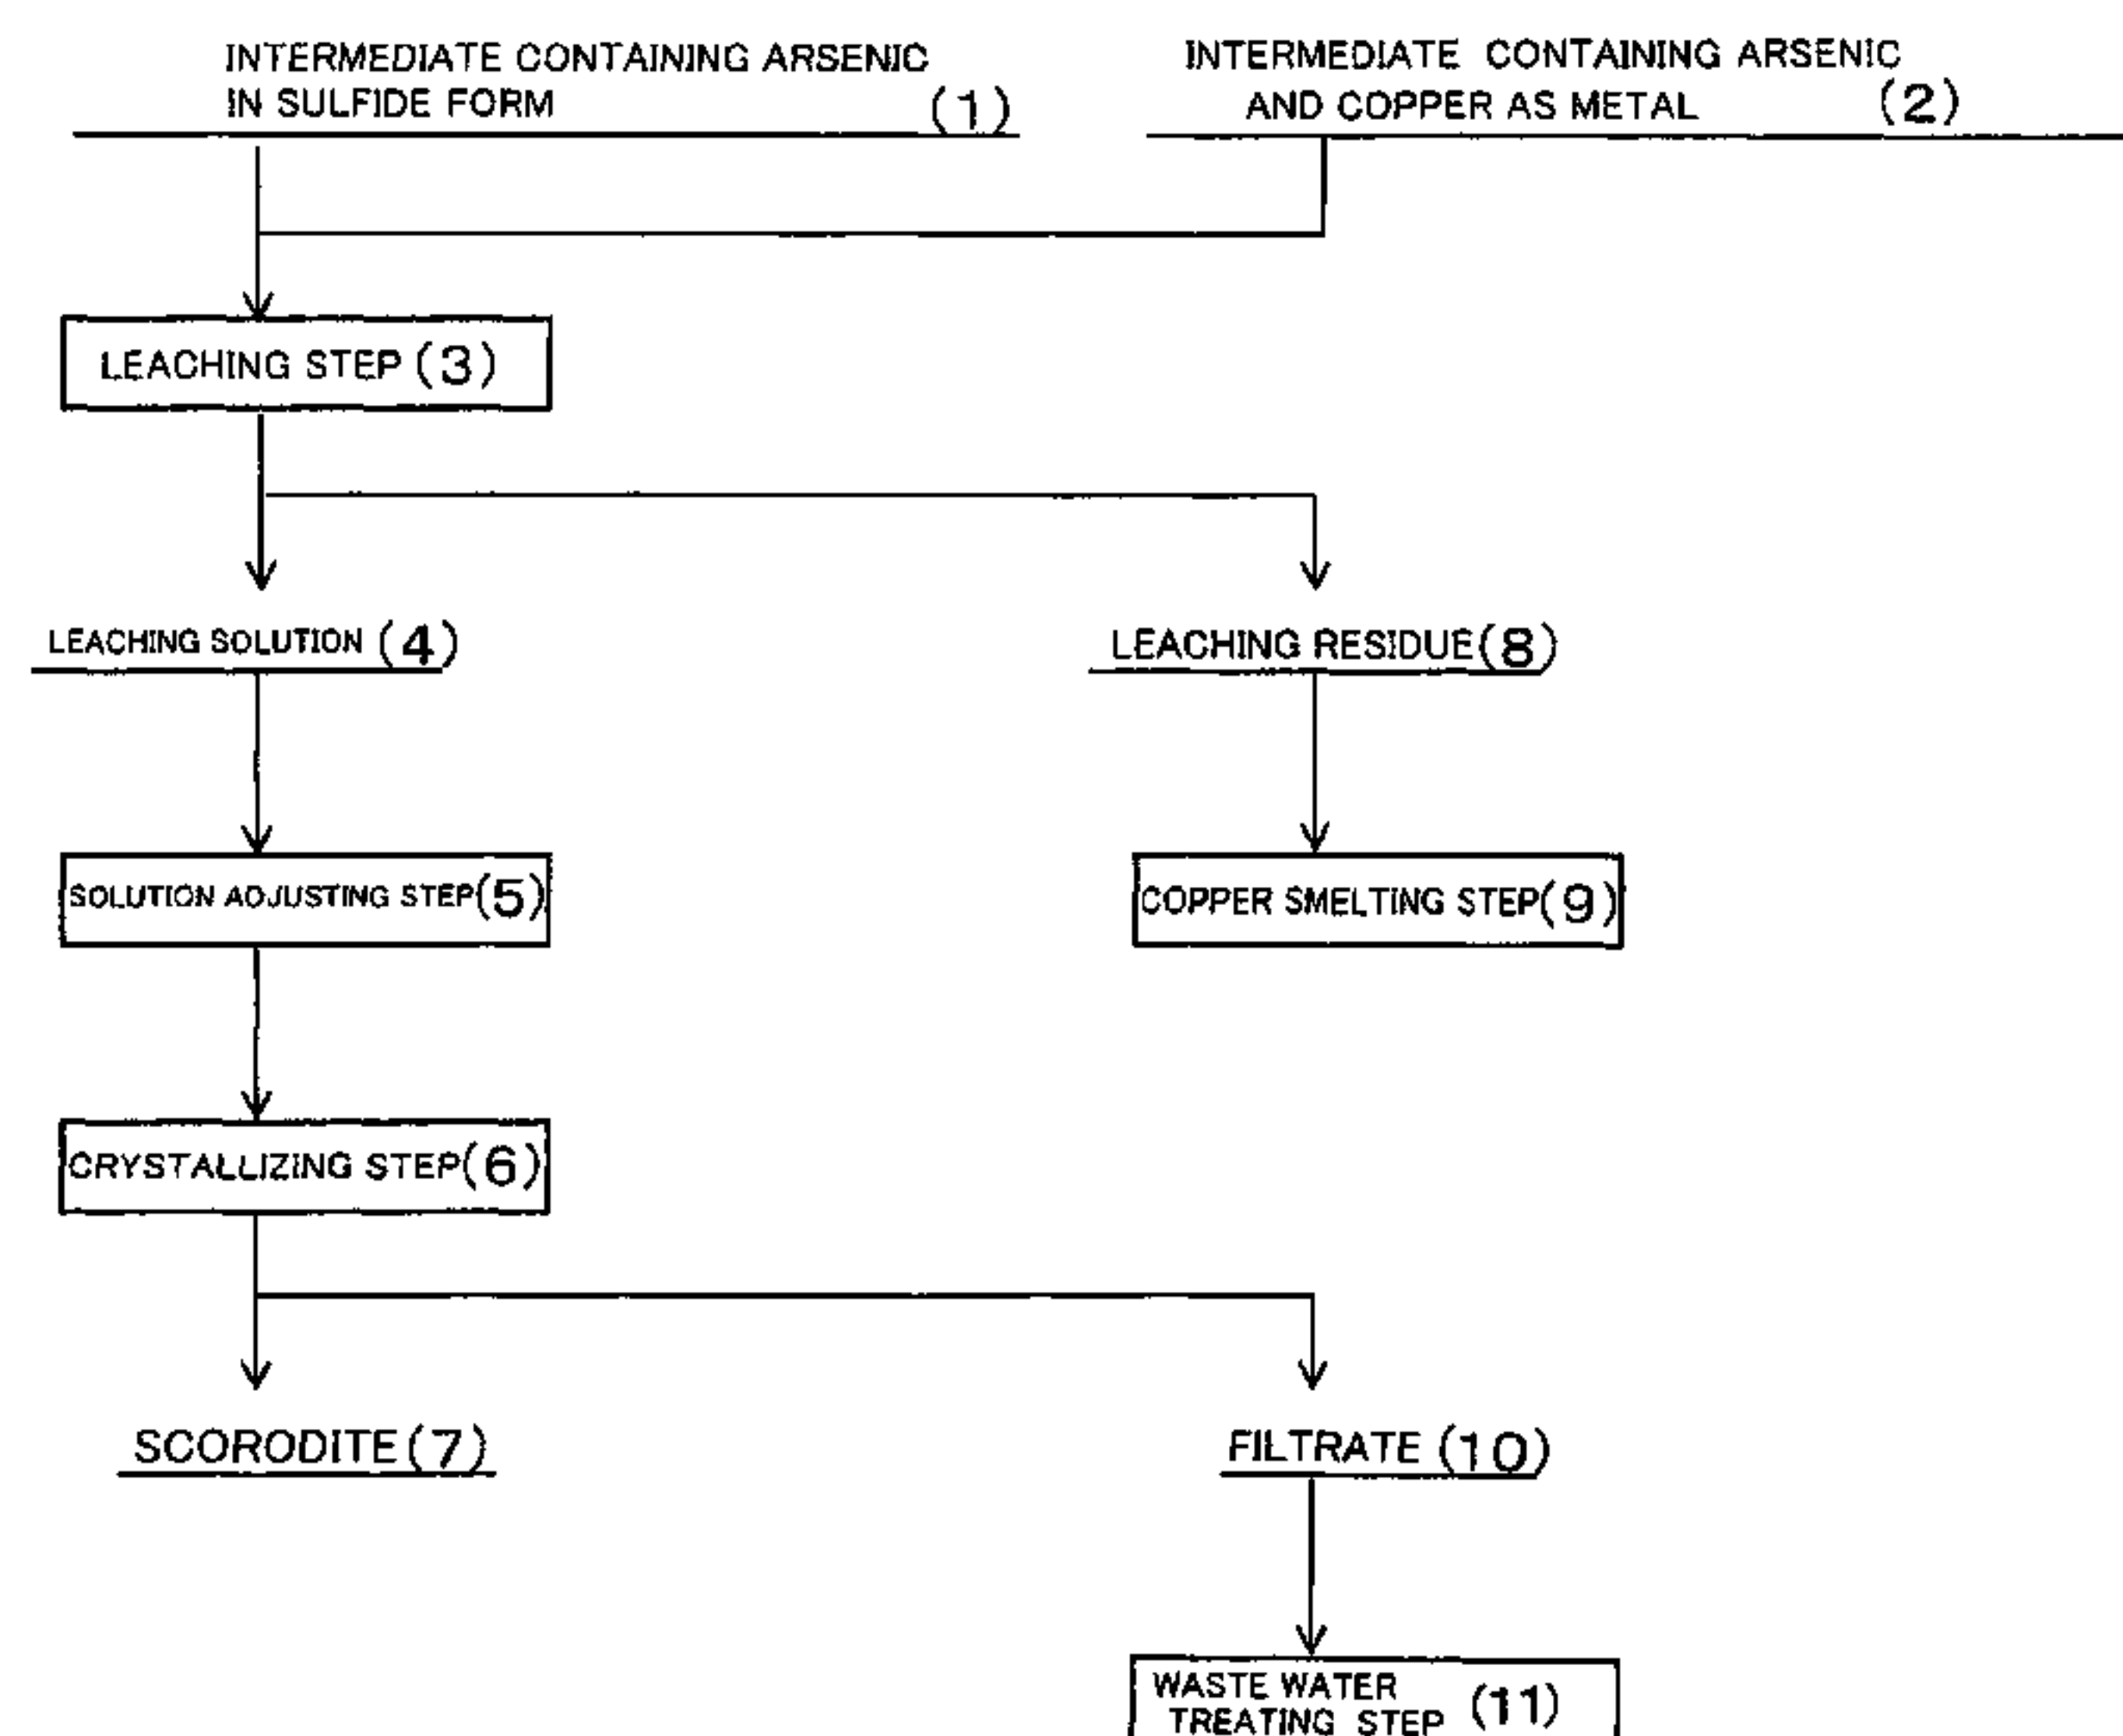 INTERMEDIATE CONTAINING ARSENIC
IN SULFIDE FORM (1)
INTERMEDIATE CONTAINING ARSENIC
AND COPPER AS METAL (2)
LEACHING STEP (3)
LEACHING SOLUTION (4)
LEACHING RESIDUE(8)
SOLUTION ADJUSTING STEP(5)
COPPER SMELTING STEP(9)
CRYSTALLIZING STEP(6)
SCORODITE(7)
FILTRATE (10)
WASTE WATER
TREATING STEP (11)